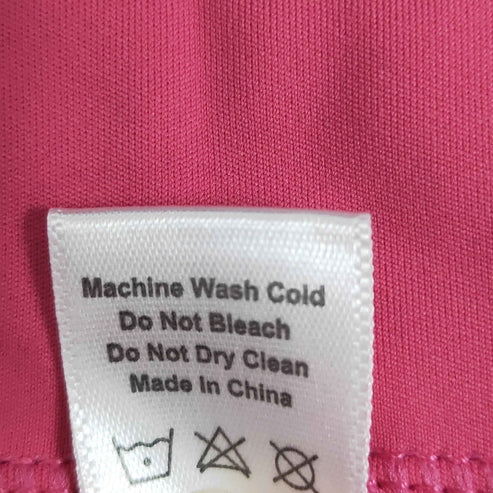 Machine Wash Cold
Do Not Bleach
Do Not Dry Clean
Made In China